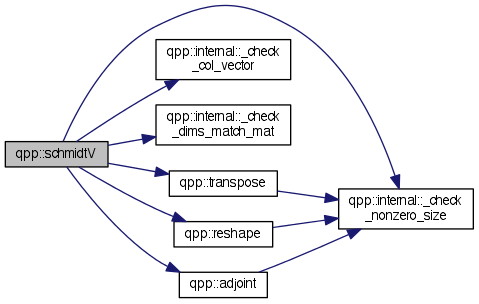 qpp::schmidtV
qpp::internal::_check
_col_vector
qpp::internal::_check
_dims_match_mat
qpp::transpose
qpp::reshape
qpp::adjoint
qpp::internal::_check
_nonzero_size